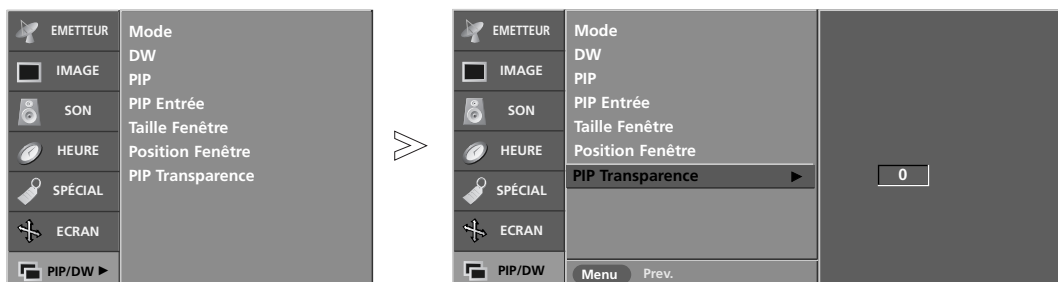 EMETTEUR
IMAGE
SON
HEURE
SPÉCIAL
ECRAN
PIP/DW ►
Mode
DW
PIP
PIP Entrée
Taille Fenêtre
Position Fenêtre
PIP Transparence
EMETTEUR
IMAGE
SON
HEURE
SPÉCIAL
ECRAN
PIP/DW
Mode
DW
PIP
PIP Entrée
Taille Fenêtre
Position Fenêtre
PIP Transparence ►
Menu Prev.
0